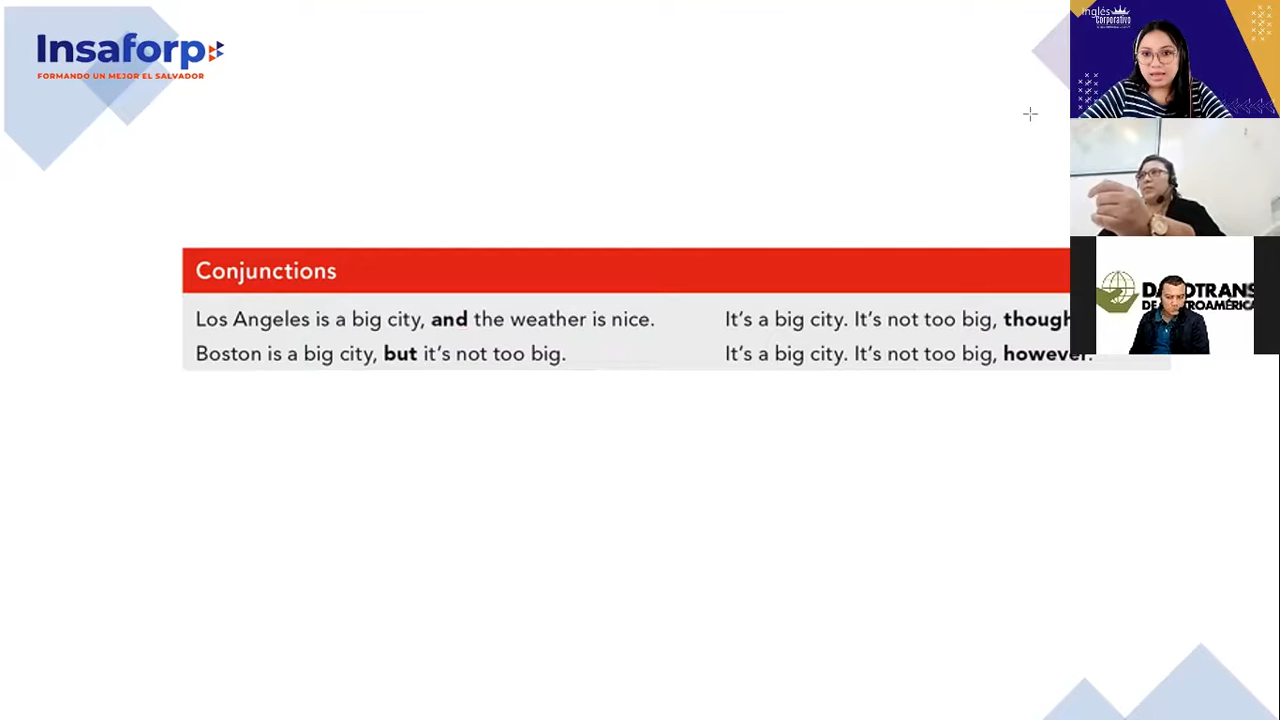 Insaforp
FORMANDO UN MEJOR EL SALVADOR
Inglés
Corporativo
Conjunctions
Los Angeles is a big city, and the weather is nice.
It's a big city. It's not too big, though
Boston is a big city, but it's not too big.
It's a big city. It's not too big, however.